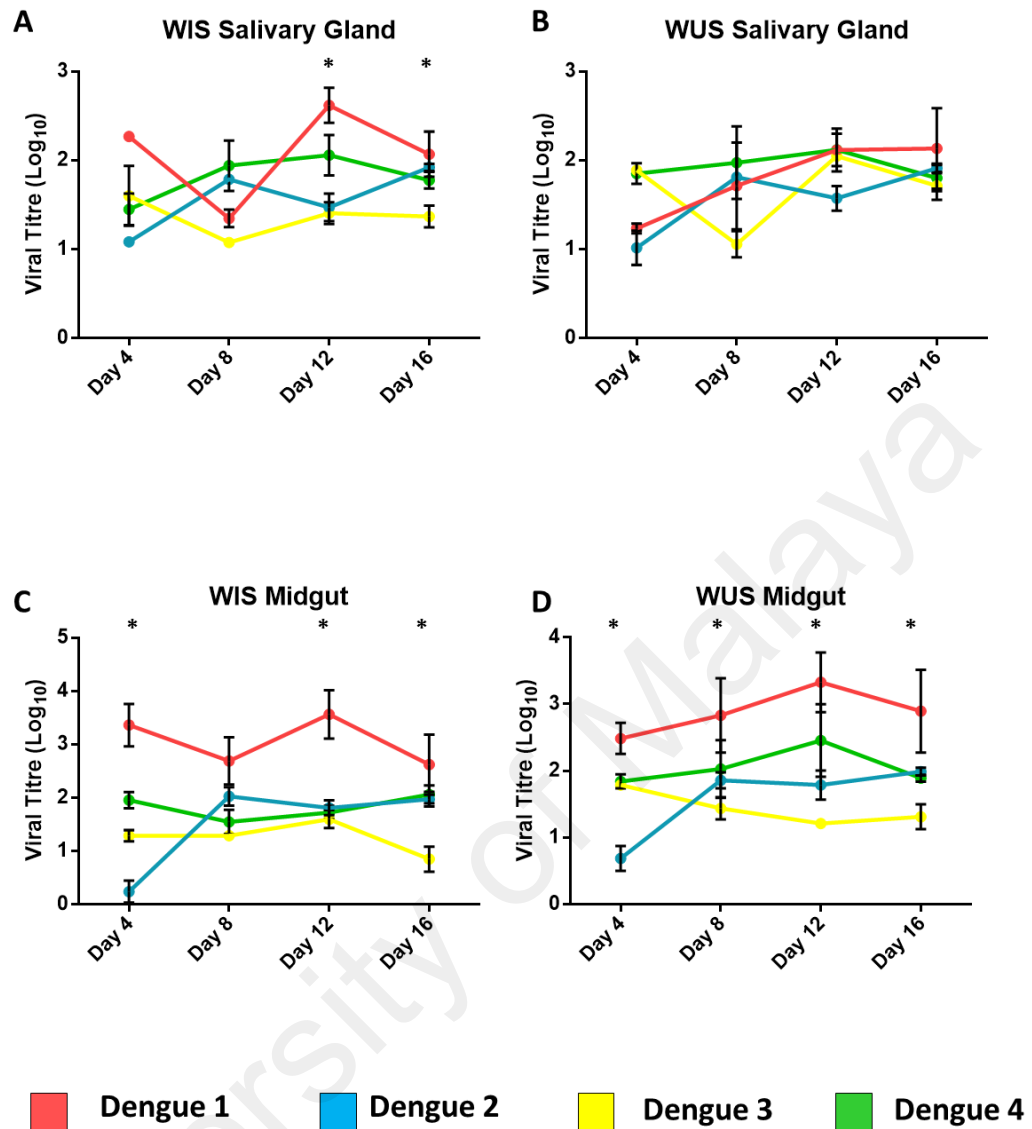 A
WIS Salivary Gland
B
WUS Salivary Gland
* *
Viral Titre (Log₁₀)
3
2
1
0
Day 4
Day 8
Day 12
Day 16
Viral Titre (Log₁₀)
3
2
1
0
Day 4
Day 8
Day 12
Day 16
C
WIS Midgut
* * *
Viral Titre (Log₁₀)
5
4
3
2
1
0
Day 4
Day 8
Day 12
Day 16
D
WUS Midgut
* * * *
Viral Titre (Log₁₀)
4
3
2
1
0
Day 4
Day 8
Day 12
Day 16
Dengue 1 Dengue 2 Dengue 3 Dengue 4
ersity of Malaya